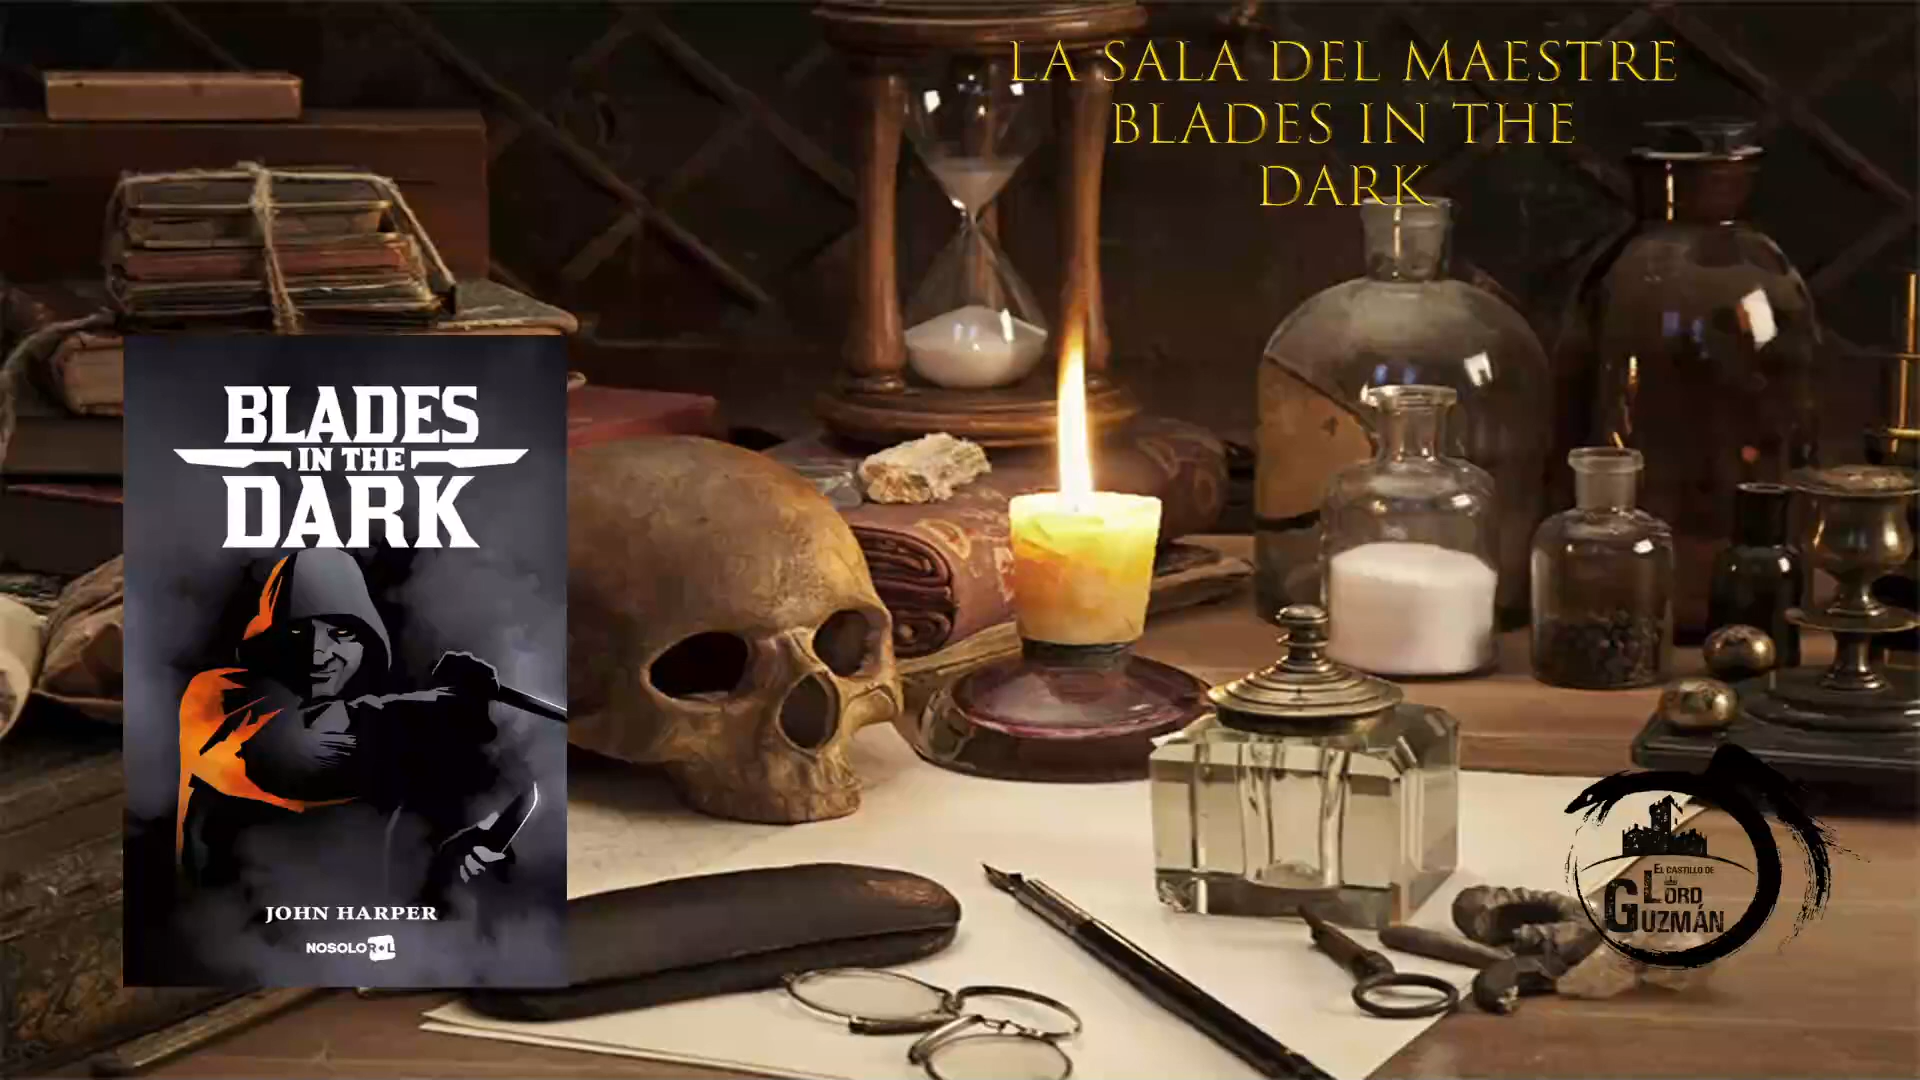 LA SALA DEL MAESTRE
BLADES IN THE
DARK
BLADES
IN THE
DARK
JOHN HARPER
NOSOLOROL
EL CASTILLO DE
LORD
GUZMÁN